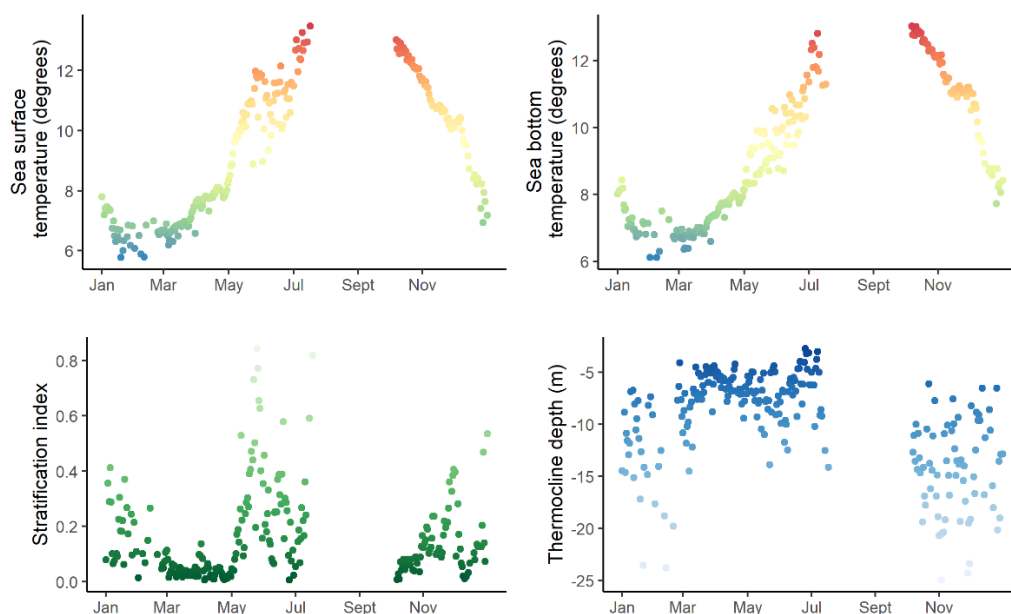 Sea surface
temperature (degrees)
12
10
8
6
Jan Mar May Jul Sept Nov
Sea bottom
temperature (degrees)
12
10
8
6
Jan Mar May Jul Sept Nov
Stratification index
0.8
0.6
0.4
0.2
0.0
Jan Mar May Jul Sept Nov
Thermocline depth (m)
-5
-10
-15
-20
-25
Jan Mar May Jul Sept Nov